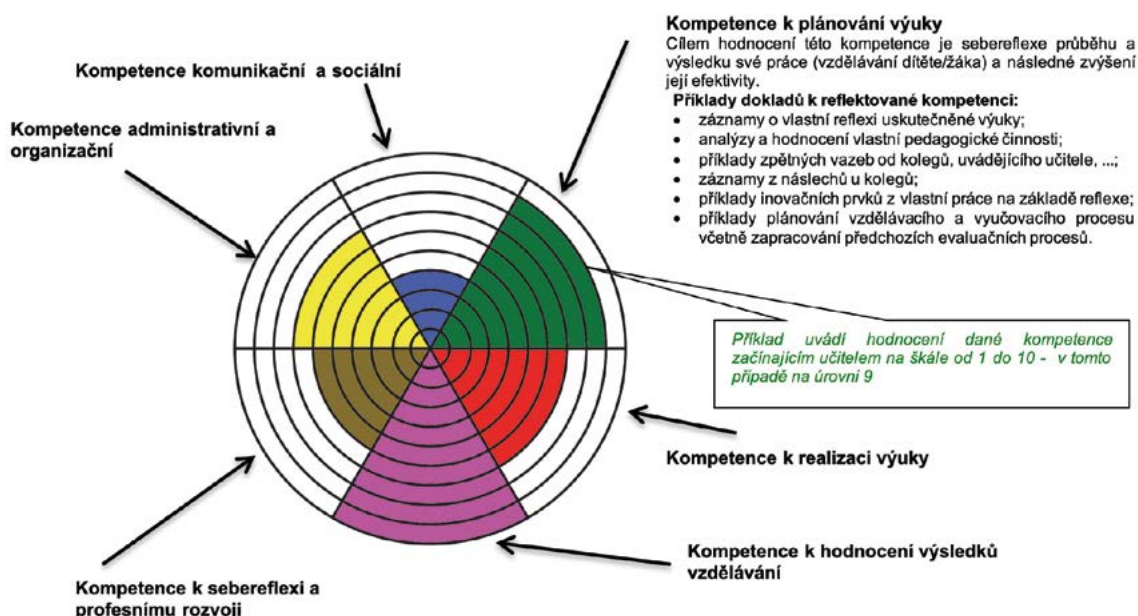 Kompetence k plánování výuky
Cílem hodnocení této kompetence je sebereflexe průběhu a
výsledku své práce (vzdělávání dítěte/žáka) a následné zvýšení
její efektivity.
Příklady dokladů k reflektované kompetenci:
• záznamy o vlastní reflexi uskutečněné výuky;
• analýzy a hodnocení vlastní pedagogické činnosti;
• příklady zpětných vazeb od kolegů, uvádějícího učitele, ...;
• záznamy z náslechů u kolegů;
• příklady inovačních prvků z vlastní práce na základě reflexe;
• příklady plánování vzdělávacího a vyučovacího procesu
včetně zapracování předchozích evaluačních procesů.
Kompetence komunikační a sociální
Kompetence administrativní a
organizační
Příklad uvádí hodnocení dané kompetence
začínajícím učitelem na škále od 1 do 10 - v tomto
případě na úrovni 9
Kompetence k realizaci výuky
Kompetence k hodnocení výsledků
vzdělávání
Kompetence k sebereflexi a
profesnímu rozvoji